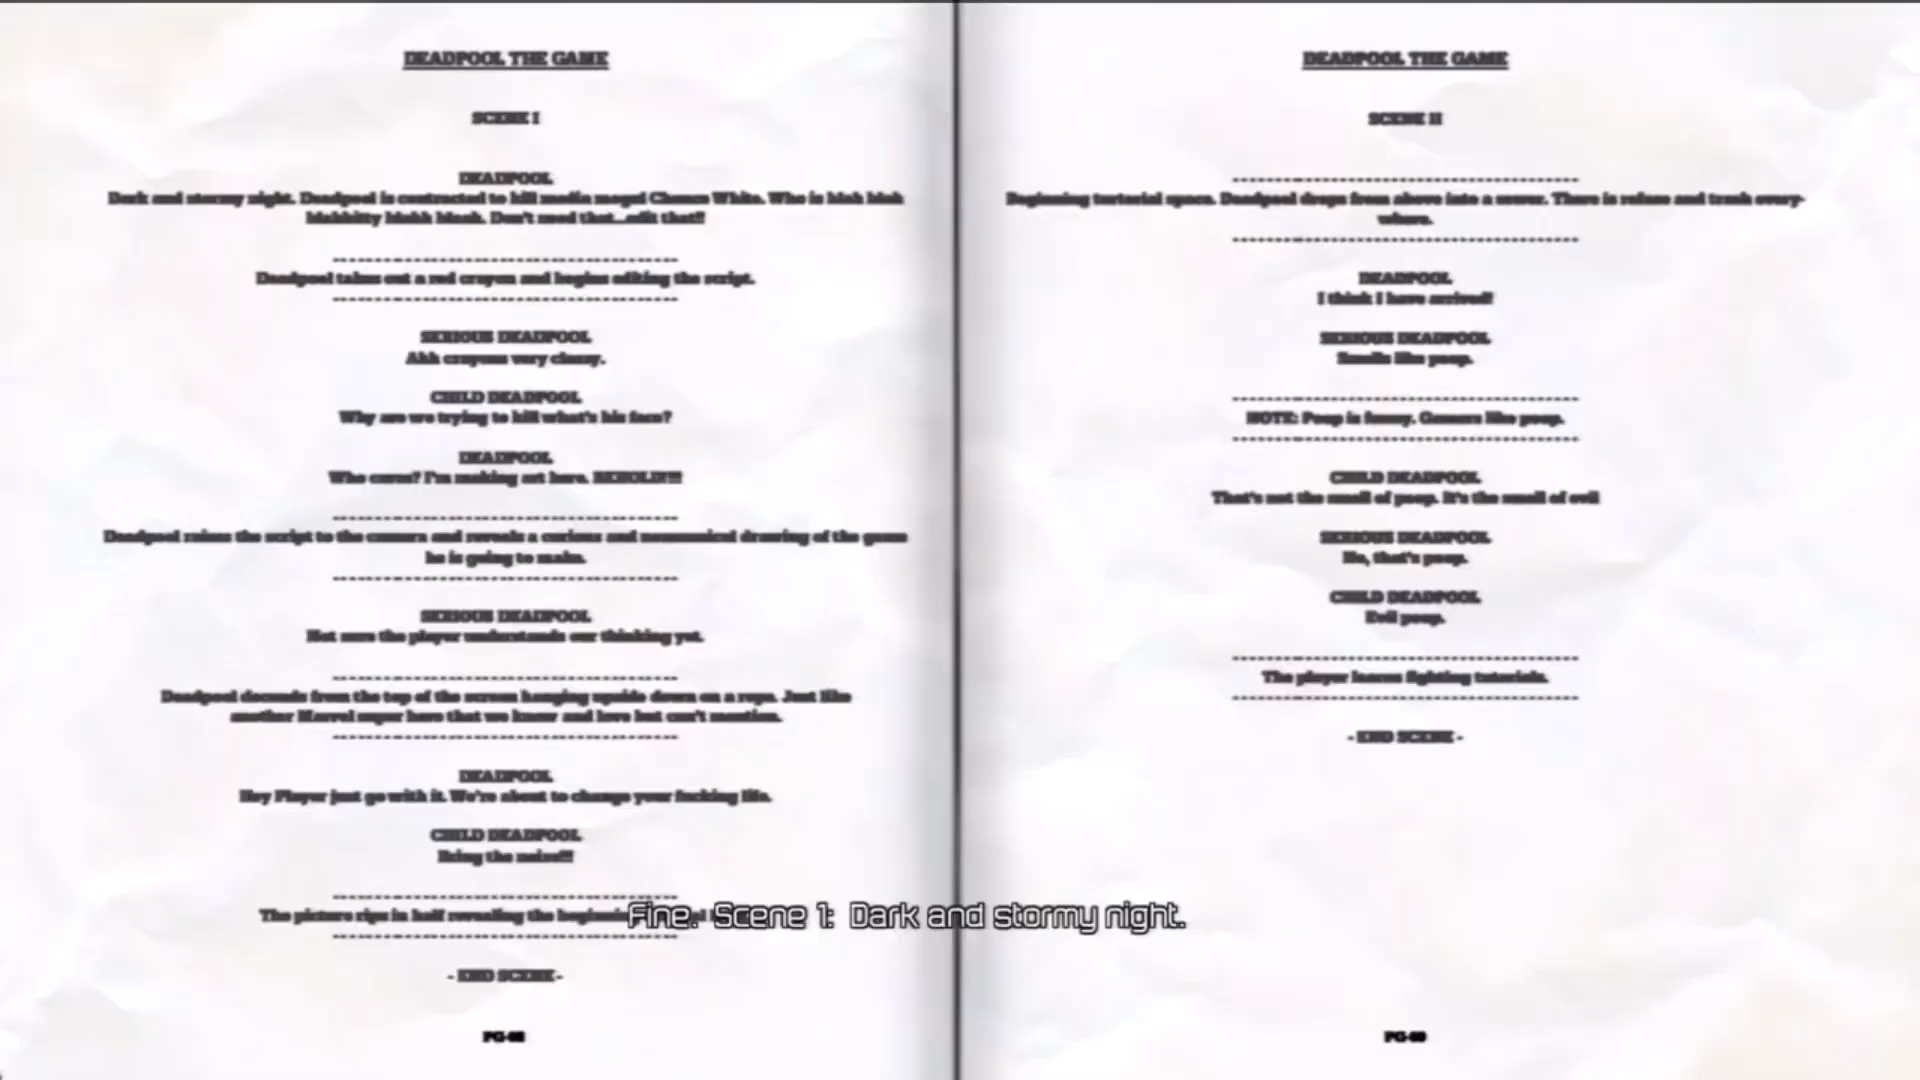 DEADPOOL THE GAME
SCENE I
DEADPOOL
Dark and stormy night. Deadpool is contracted to kill media mogul Chance White. Who is blah blah
blahbitty blahh blaah. Don't need that...edit that!!
Deadpool takes out a red crayon and begins editing the script.
SERIOUS DEADPOOL
Ahh crayons very classy.
CHILD DEADPOOL
Why are we trying to kill what's his face?
DEADPOOL
Who cares? I'm making art here. BEHOLD!!!!
Deadpool raises the script to the camera and reveals a curious and nonsensical drawing of the game
he is going to make.
SERIOUS DEADPOOL
Not sure the player understands our thinking yet.
Deadpool descends from the top of the screen hanging upside down on a rope. Just like
another Marvel super hero that we know and love but can't mention.
DEADPOOL
Hey Player just go with it. We're about to change your fucking life.
CHILD DEADPOOL
Bring the noize!!!
The picture rips in half revealing the
- END SCENE -
DEADPOOL THE GAME
SCENE II
Beginning tutorial space. Deadpool drops from above into a sewer. There is refuse and trash every-
where.
DEADPOOL
I think I have arrived!
SERIOUS DEADPOOL
Smells like poop.
NOTE: Poop is funny. Gamers like poop.
CHILD DEADPOOL
That's not the smell of poop. It's the smell of evil
SERIOUS DEADPOOL
No, that's poop.
CHILD DEADPOOL
Evil poop.
The player learns fighting tutorials.
- END SCENE -
Fine. Scene 1: Dark and stormy night.